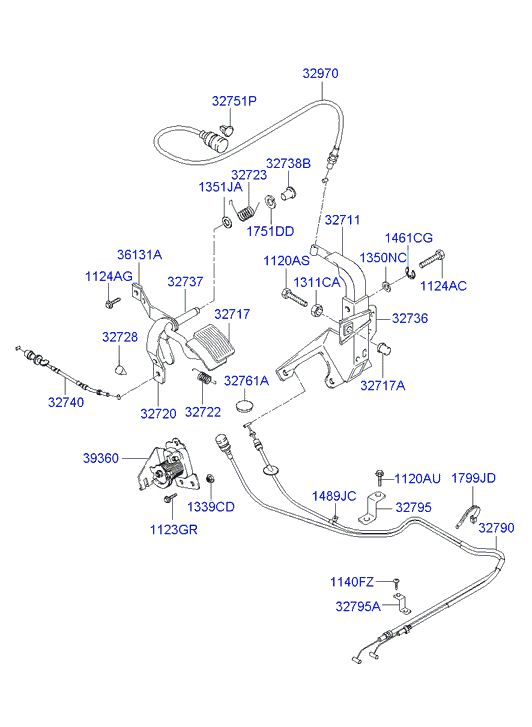 32970
32751P
32738B
32723
1351JA
32711
1751DD
1461CG
36131A
1120AS
1350NC
1124AG
32737
1311CA
1124AC
32717
32736
32728
32761A
32717A
32740
32720
32722
39360
1120AU
1799JD
1489JC
1339CD
32795
32790
1123GR
1140FZ
32795A